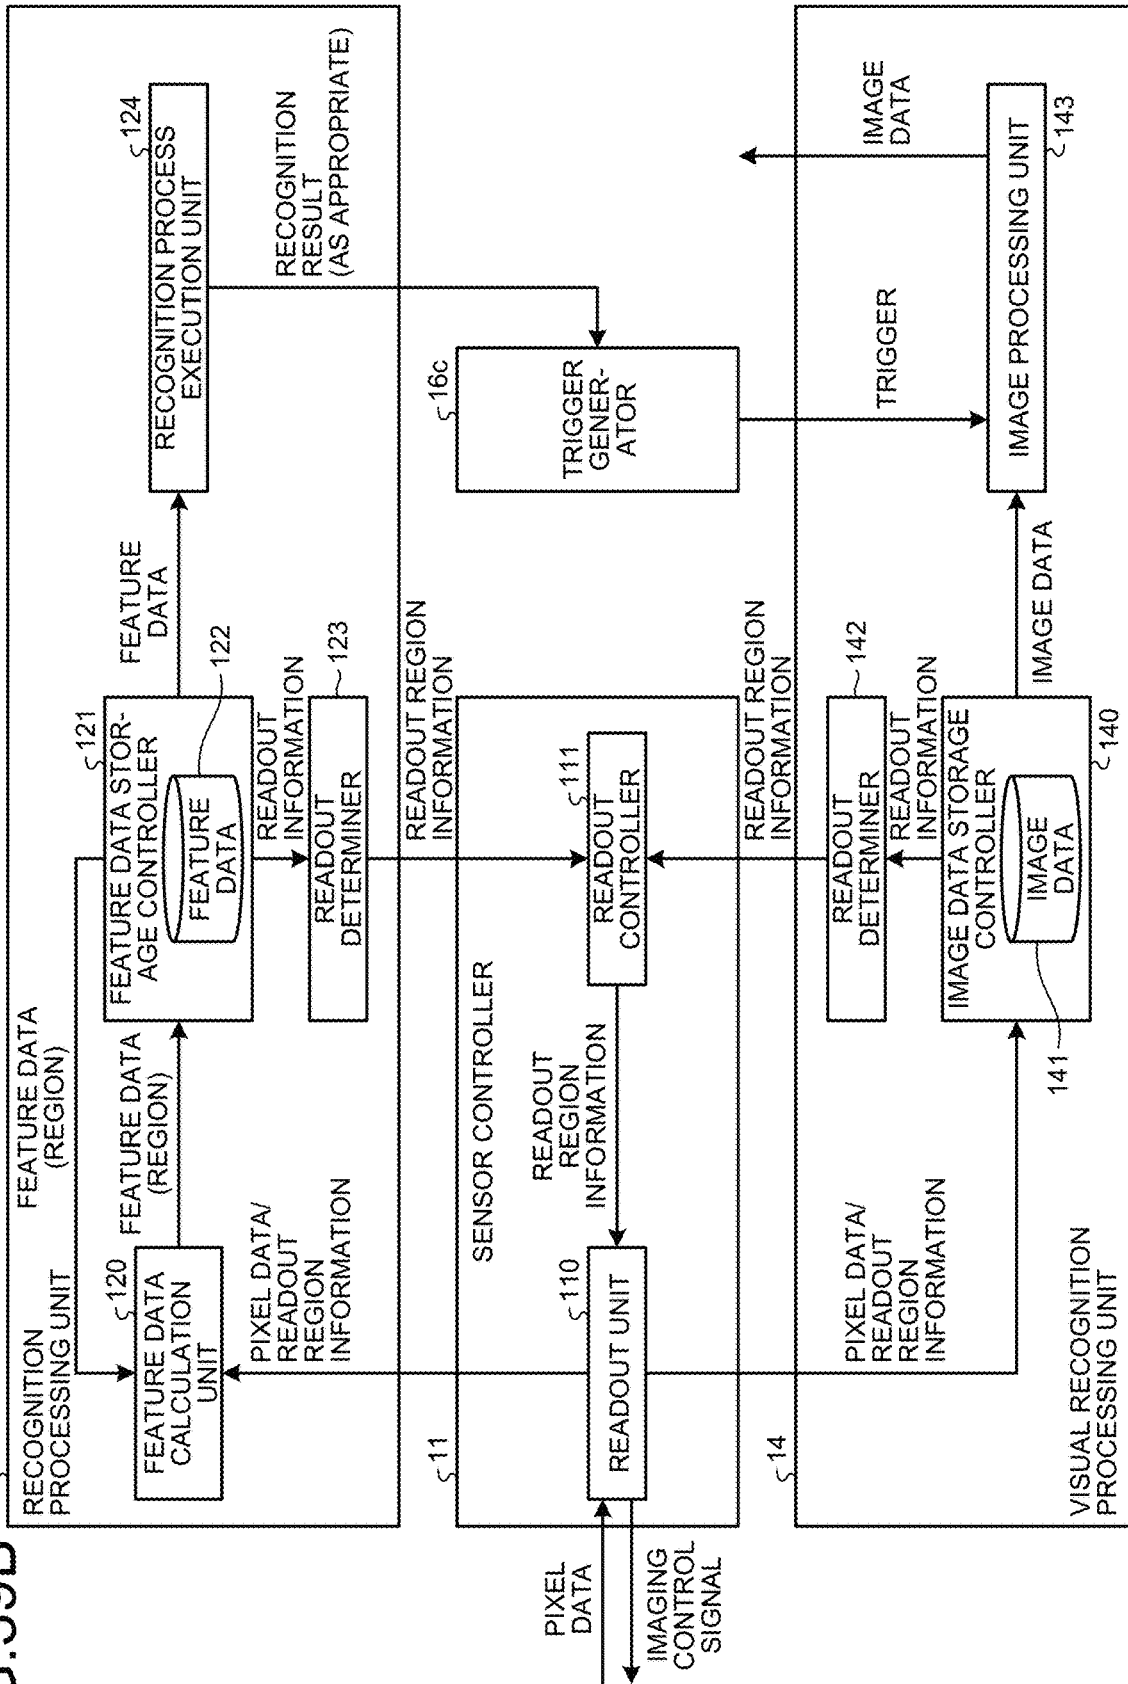 RECOGNITION
PROCESSING UNIT
FEATURE DATA
(REGION)
120
FEATURE DATA
CALCULATION
UNIT
FEATURE DATA
(REGION)
121
FEATURE DATA STOR-
AGE CONTROLLER
FEATURE
DATA
122
FEATURE
DATA
124
RECOGNITION PROCESS
EXECUTION UNIT
READOUT
INFORMATION
123
READOUT
DETERMINER
PIXEL DATA/
READOUT
REGION
INFORMATION
READOUT REGION
INFORMATION
RECOGNITION
RESULT
(AS APPROPRIATE)
11
SENSOR CONTROLLER
PIXEL
DATA
IMAGING
CONTROL
SIGNAL
110
READOUT UNIT
READOUT
REGION
INFORMATION
111
READOUT
CONTROLLER
16c
TRIGGER
GENER-
ATOR
14
PIXEL DATA/
READOUT
REGION
INFORMATION
READOUT REGION
INFORMATION
142
READOUT
DETERMINER
READOUT
INFORMATION
TRIGGER
IMAGE
DATA
IMAGE DATA STORAGE
CONTROLLER
IMAGE
DATA
141
140
IMAGE DATA
IMAGE PROCESSING UNIT
143
VISUAL RECOGNITION
PROCESSING UNIT